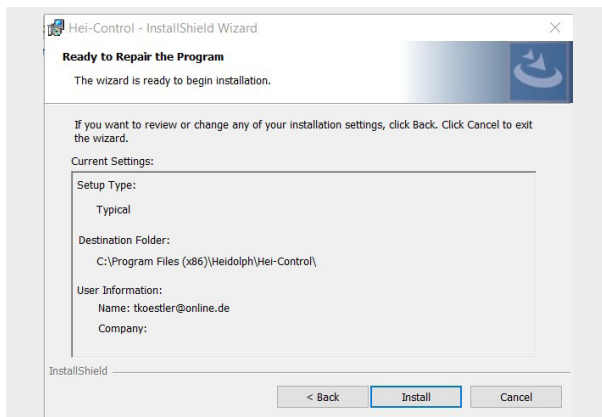 Hei-Control - InstallShield Wizard
Ready to Repair the Program
The wizard is ready to begin installation.
If you want to review or change any of your installation settings, click Back. Click Cancel to exit
the wizard.
Current Settings:
Setup Type:
Typical
Destination Folder:
C:\Program Files (x86)\Heidolph\Hei-Control\
User Information:
Name: tkoestler@online.de
Company:
InstallShield
< Back Install Cancel